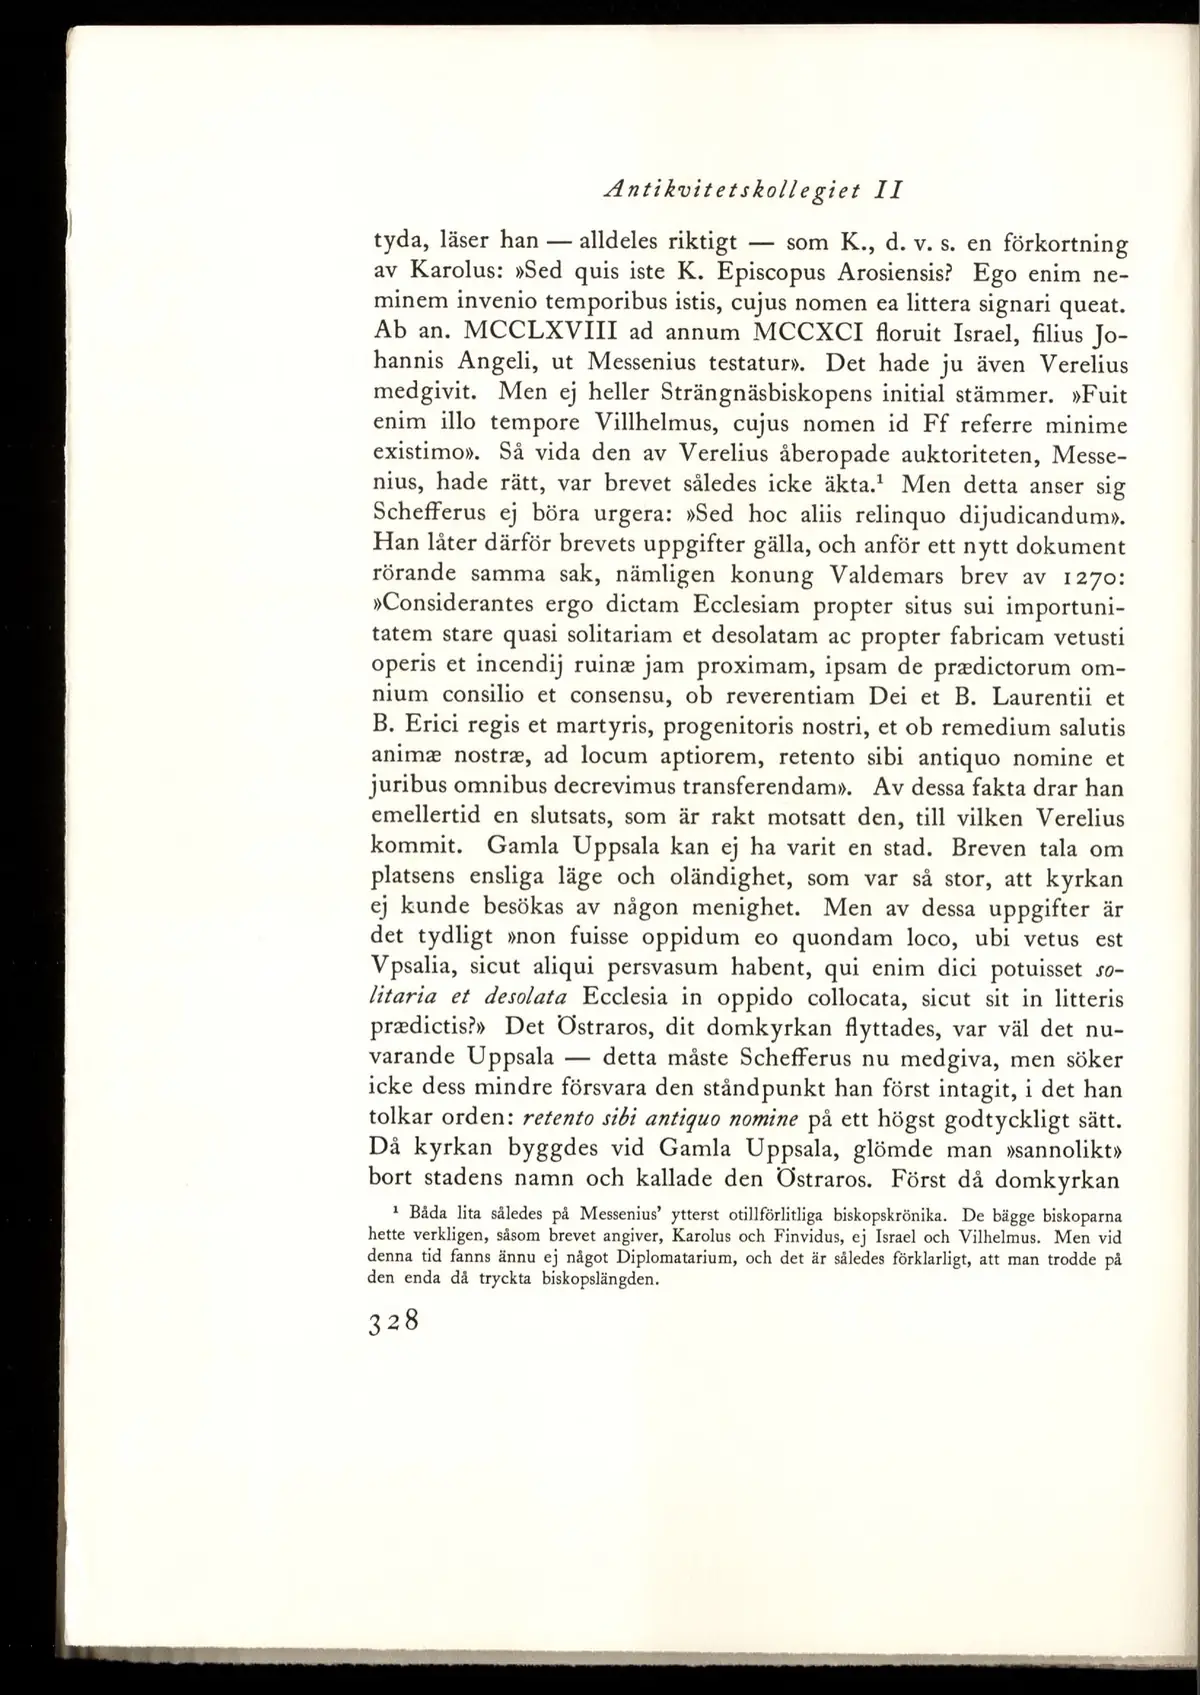 Antikvitetskollegiet II
tyda, läser han — alldeles riktigt — som K., d. v. s. en förkortning
av Karolus: »Sed quis iste K. Episcopus Arosiensis? Ego enim ne-
minem invenio temporibus istis, cujus nomen ea littera signari queat.
Ab an. MCCLXVIII ad annum MCCXCI floruit Israel, filius Jo-
hannis Angeli, ut Messenius testatur». Det hade ju även Verelius
medgivit. Men ej heller Strängnäsbiskopens initial stämmer. »Fuit
enim illo tempore Villhelmus, cujus nomen id Ff referre minime
existimo». Så vida den av Verelius åberopade auktoriteten, Messe-
nius, hade rätt, var brevet således icke äkta.¹ Men detta anser sig
Schefferus ej böra urgera: »Sed hoc aliis relinquo dijudicandum».
Han låter därför brevets uppgifter gälla, och anför ett nytt dokument
rörande samma sak, nämligen konung Valdemars brev av 1270:
»Considerantes ergo dictam Ecclesiam propter situs sui importuni-
tatem stare quasi solitariam et desolatam ac propter fabricam vetusti
operis et incendij ruinæ jam proximam, ipsam de prædictorum om-
nium consilio et consensu, ob reverentiam Dei et B. Laurentii et
B. Erici regis et martyris, progenitoris nostri, et ob remedium salutis
animæ nostræ, ad locum aptiorem, retento sibi antiquo nomine et
juribus omnibus decrevimus transferendam». Av dessa fakta drar han
emellertid en slutsats, som är rakt motsatt den, till vilken Verelius
kommit. Gamla Uppsala kan ej ha varit en stad. Breven tala om
platsens ensliga läge och oländighet, som var så stor, att kyrkan
ej kunde besökas av någon menighet. Men av dessa uppgifter är
det tydligt »non fuisse oppidum eo quondam loco, ubi vetus est
Vpsalia, sicut aliqui persvasum habent, qui enim dici potuisset so-
litaria et desolata Ecclesia in oppido collocata, sicut sit in litteris
prædictis?» Det Östraros, dit domkyrkan flyttades, var väl det nu-
varande Uppsala — detta måste Schefferus nu medgiva, men söker
icke dess mindre försvara den ståndpunkt han först intagit, i det han
tolkar orden: retento sibi antiquo nomine på ett högst godtyckligt sätt.
Då kyrkan byggdes vid Gamla Uppsala, glömde man »sannolikt»
bort stadens namn och kallade den Östraros. Först då domkyrkan
¹ Båda lita således på Messenius’ ytterst otillförlitliga biskopskrönika. De bägge biskoparna
hette verkligen, såsom brevet angiver, Karolus och Finvidus, ej Israel och Vilhelmus. Men vid
denna tid fanns ännu ej något Diplomatarium, och det är således förklarligt, att man trodde på
den enda då tryckta biskopslängden.
328